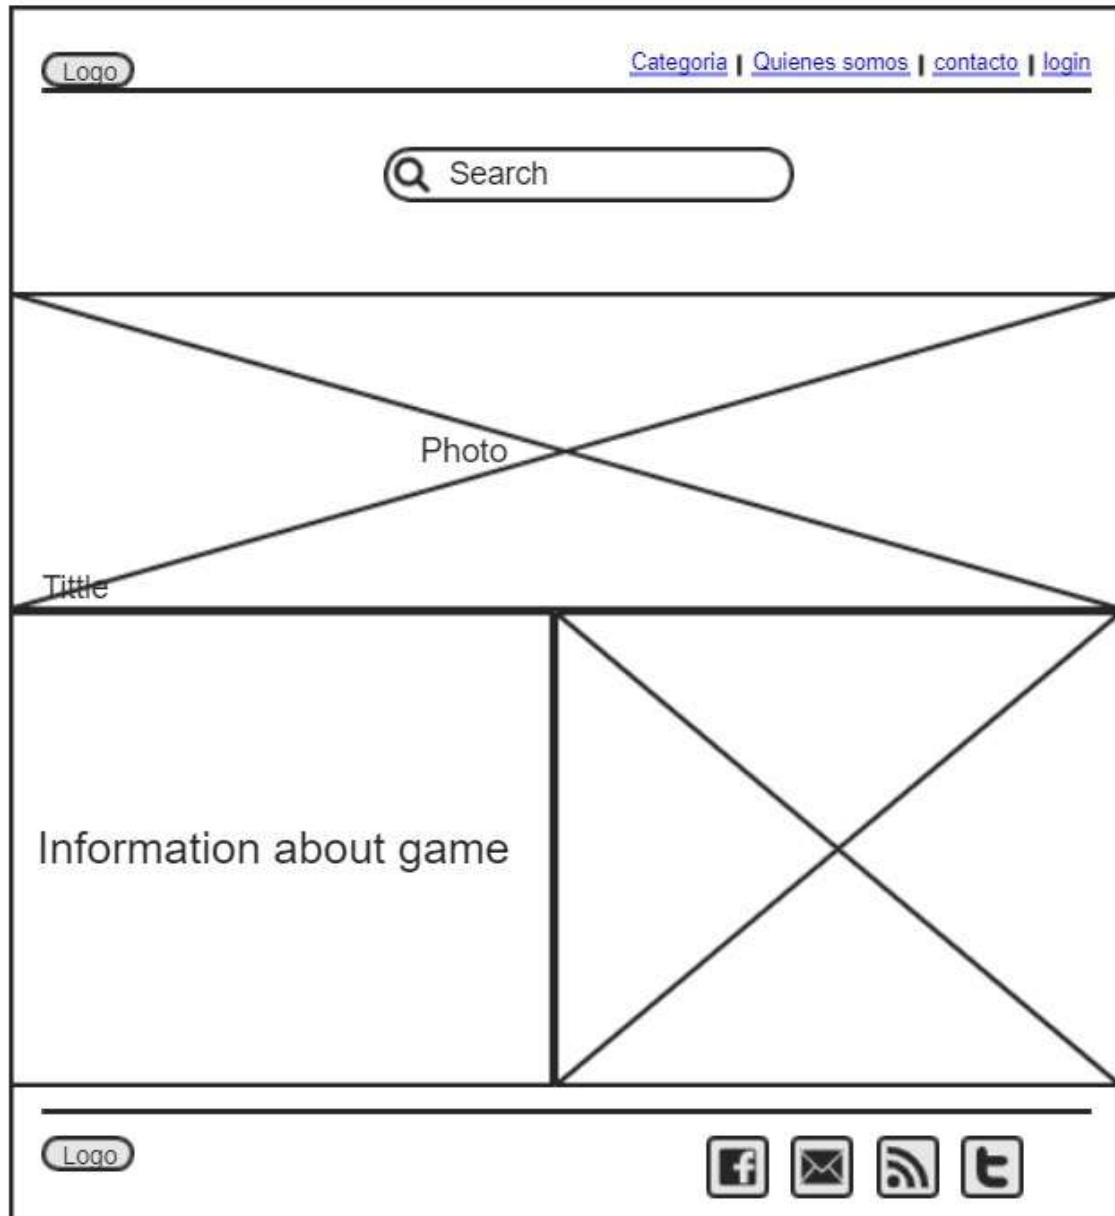 Logo
Categoria | Quienes somos | contacto | login
Search
Photo
Tittle
Information about game
Logo